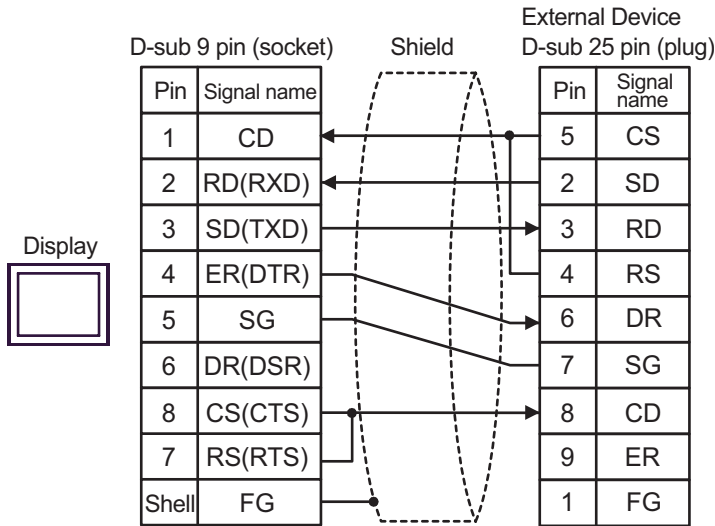 External Device
D-sub 9 pin (socket) Shield D-sub 25 pin (plug)
Pin Signal name Pin Signal name
1 CD 5 CS
2 RD(RXD) 2 SD
3 SD(TXD) 3 RD
Display
4 ER(DTR) 4 RS
5 SG 6 DR
6 DR(DSR) 7 SG
8 CS(CTS) 8 CD
7 RS(RTS) 9 ER
Shell FG 1 FG